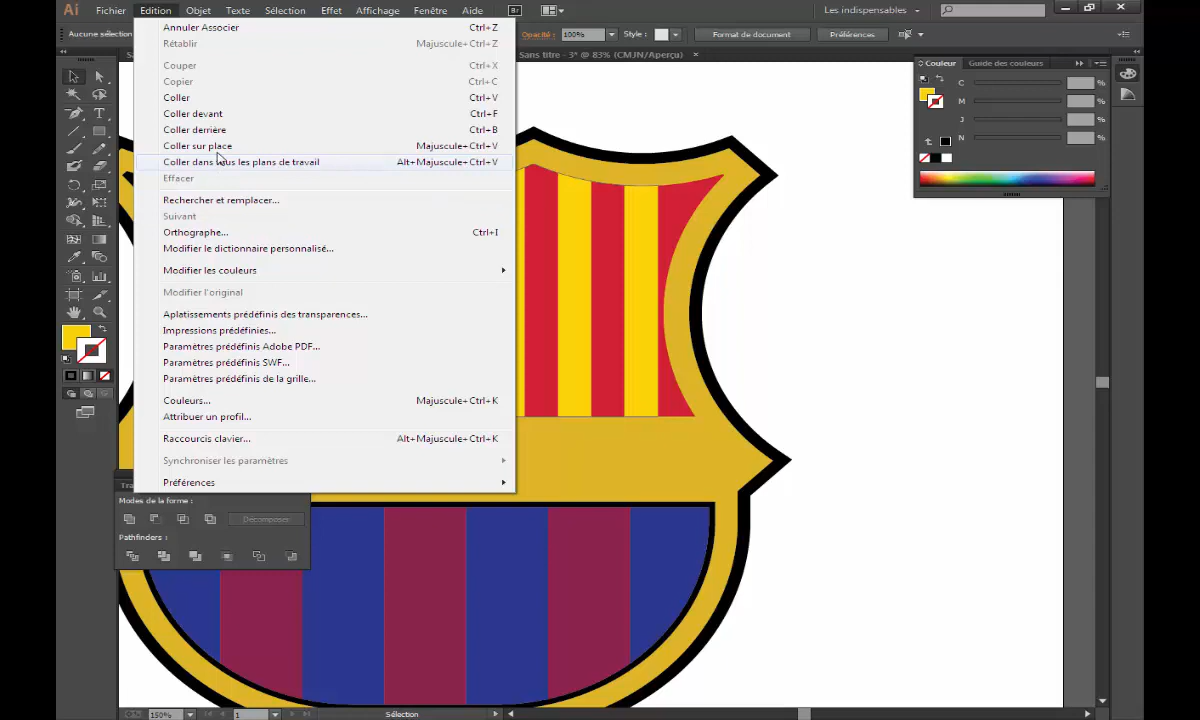 Ai Fichier Edition Objet Texte Sélection Effet Affichage Fenêtre Aide Br Les indispensables
Aucune sélection Opacité : 100% Style : Format de document Préférences
Sans titre - 3* @ 83% (CMJN/Aperçu)
Annuler Associer Ctrl+Z
Rétablir Majuscule+Ctrl+Z
Couper Ctrl+X
Copier Ctrl+C
Coller Ctrl+V
Coller devant Ctrl+F
Coller derrière Ctrl+B
Coller sur place Majuscule+Ctrl+V
Coller dans tous les plans de travail Alt+Majuscule+Ctrl+V
Effacer
Rechercher et remplacer...
Suivant
Orthographe... Ctrl+I
Modifier le dictionnaire personnalisé...
Modifier les couleurs
Modifier l'original
Aplatissements prédéfinis des transparences...
Impressions prédéfinies...
Paramètres prédéfinis Adobe PDF...
Paramètres prédéfinis SWF...
Paramètres prédéfinis de la grille...
Couleurs... Majuscule+Ctrl+K
Attribuer un profil...
Raccourcis clavier... Alt+Majuscule+Ctrl+K
Synchroniser les paramètres
Préférences
Couleur Guide des couleurs
C %
M %
J %
N %
Modes de la forme :
Décomposer
Pathfinders :
150% 1 Sélection